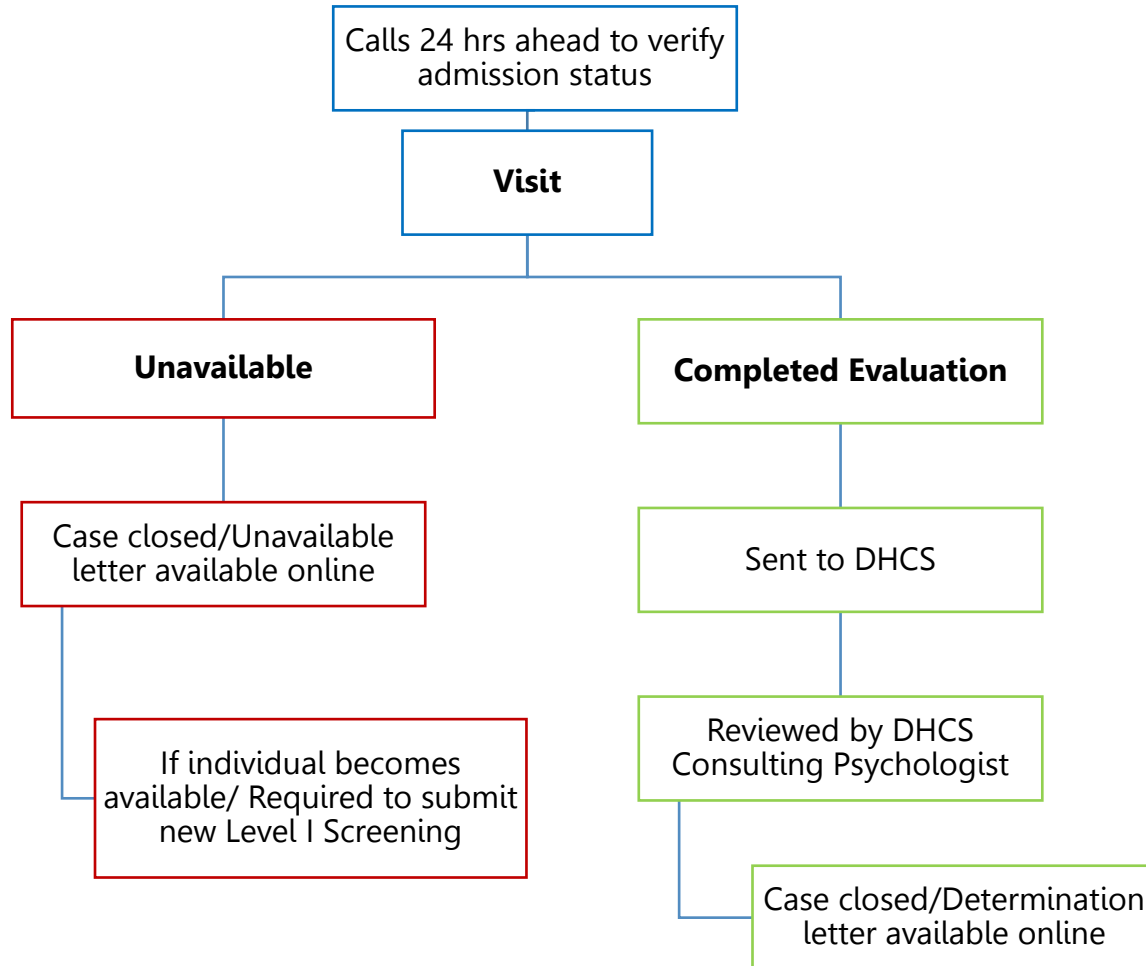 Calls 24 hrs ahead to verify
admission status
Visit
Unavailable
Case closed/Unavailable
letter available online
If individual becomes
available/ Required to submit
new Level I Screening
Completed Evaluation
Sent to DHCS
Reviewed by DHCS
Consulting Psychologist
Case closed/Determination
letter available online